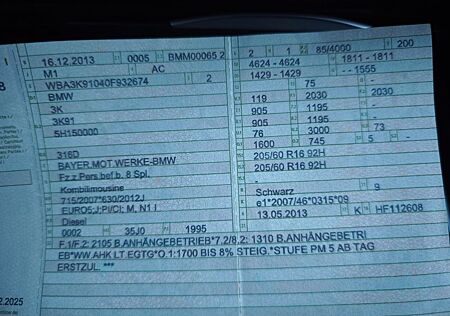 16.12.2013 0005 BMM00065 2
M1 AC
WBA3K91040F932674 2
BMW
3K
3K91
5H150000
316D
BAYER.MOT.WERKE-BMW
Fz.z.Pers.bef.b. 8 Spl.
Kombilimousine
715/2007*630/2012J
EURO5;J;PI/CI; M, N1 I
Diesel
0002 35J0 1995
2 1 85/4000 200
4624 - 4624 1811 - 1811
1429 - 1429 - -1555
- 75 -
119 2030 2030
905 1195 -
905 1195 -
76 3000 73
1600 745 5 -
205/60 R16 92H
205/60 R16 92H
-
Schwarz 9
e1*2007/46*0315*09
13.05.2013 K HF112608
F.1/F.2: 2105 B.ANHÄNGEBETRIEB*7.2/8.2: 1310 B.ANHÄNGETRI
EB*WW.AHK LT.EGTG*O.1:1700 BIS 8% STEIG.*STUFE PM 5 AB TAG
ERSTZUL. ***
2.2025